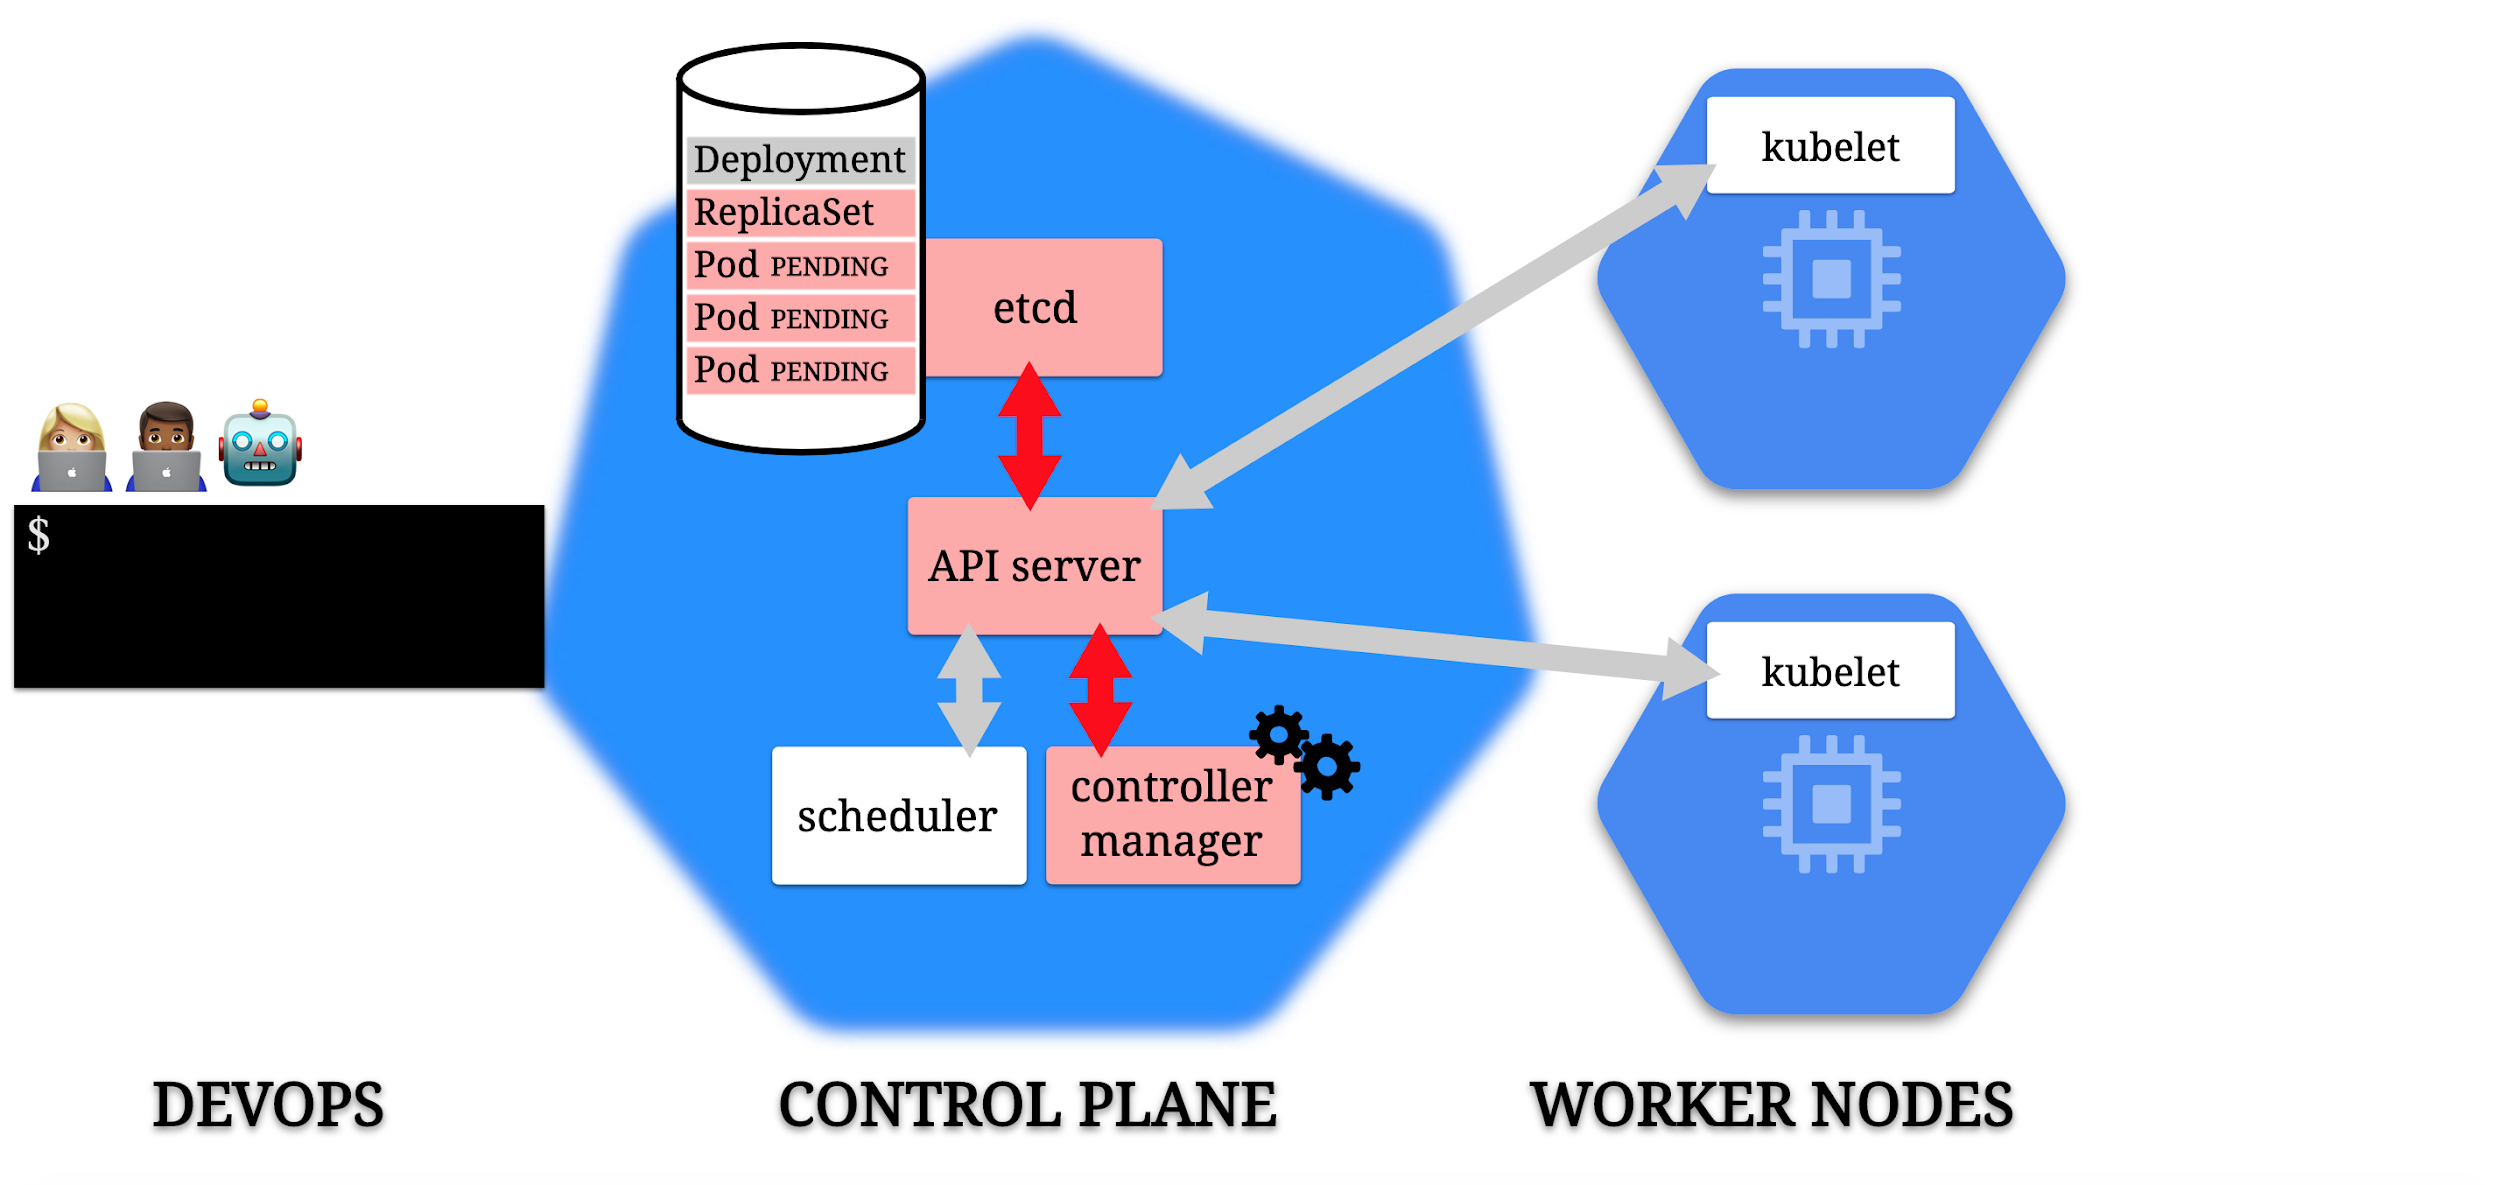 Deployment
ReplicaSet
Pod PENDING
Pod PENDING
Pod PENDING
etcd
kubelet
$
API server
kubelet
scheduler
controller
manager
DEVOPS
CONTROL PLANE
WORKER NODES